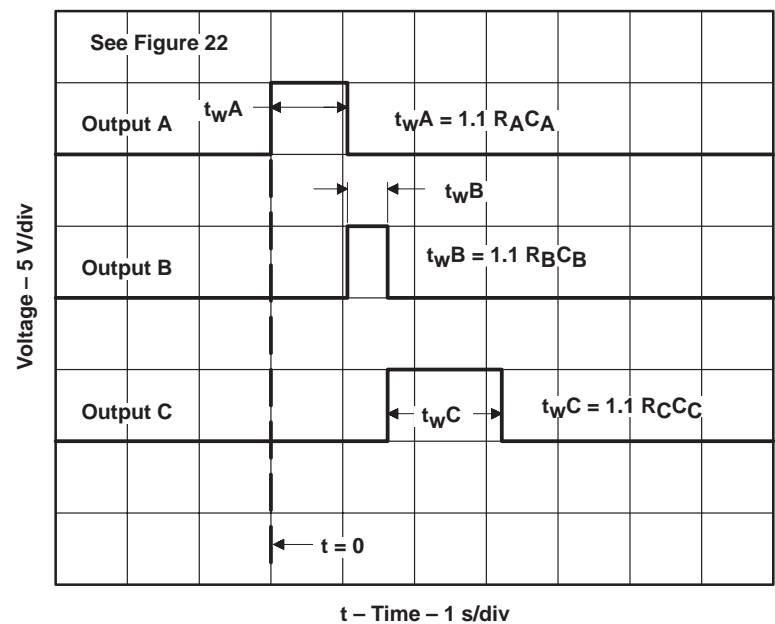 See Figure 22
Output A
twA
twA = 1.1 RACA
twB
Output B
twB = 1.1 RBCB
Output C
twC
twC = 1.1 RCCC
t = 0
Voltage – 5 V/div
t – Time – 1 s/div